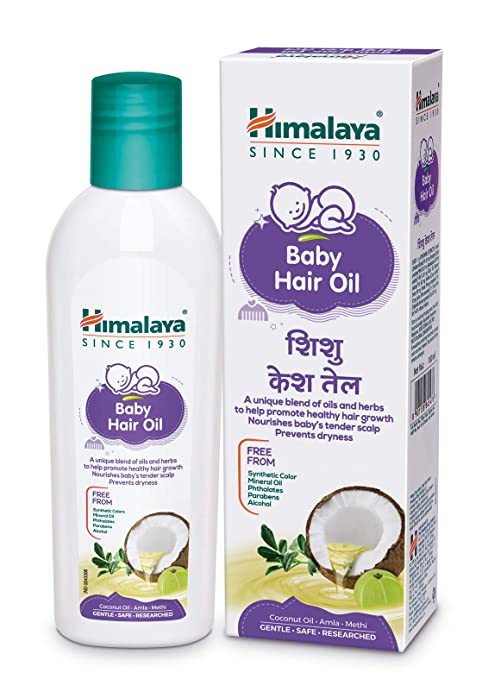 Himalaya®
SINCE 1930
Baby
Hair Oil
A unique blend of oils and herbs
to help promote healthy hair growth
Nourishes baby's tender scalp
Prevents dryness
FREE
FROM
Synthetic Colors
Mineral Oil
Phthalates
Parabens
Alcohol
Himalaya®
SINCE 1930
Baby
Hair Oil
शिशु
केश तेल
A unique blend of oils and herbs
to help promote healthy hair growth
Nourishes baby's tender scalp
Prevents dryness
FREE
FROM
Synthetic Color
Mineral Oil
Phthalates
Parabens
Alcohol
Coconut Oil · Amla · Methi
GENTLE · SAFE · RESEARCHED
Coconut Oil · Amla · Methi
GENTLE · SAFE · RESEARCHED